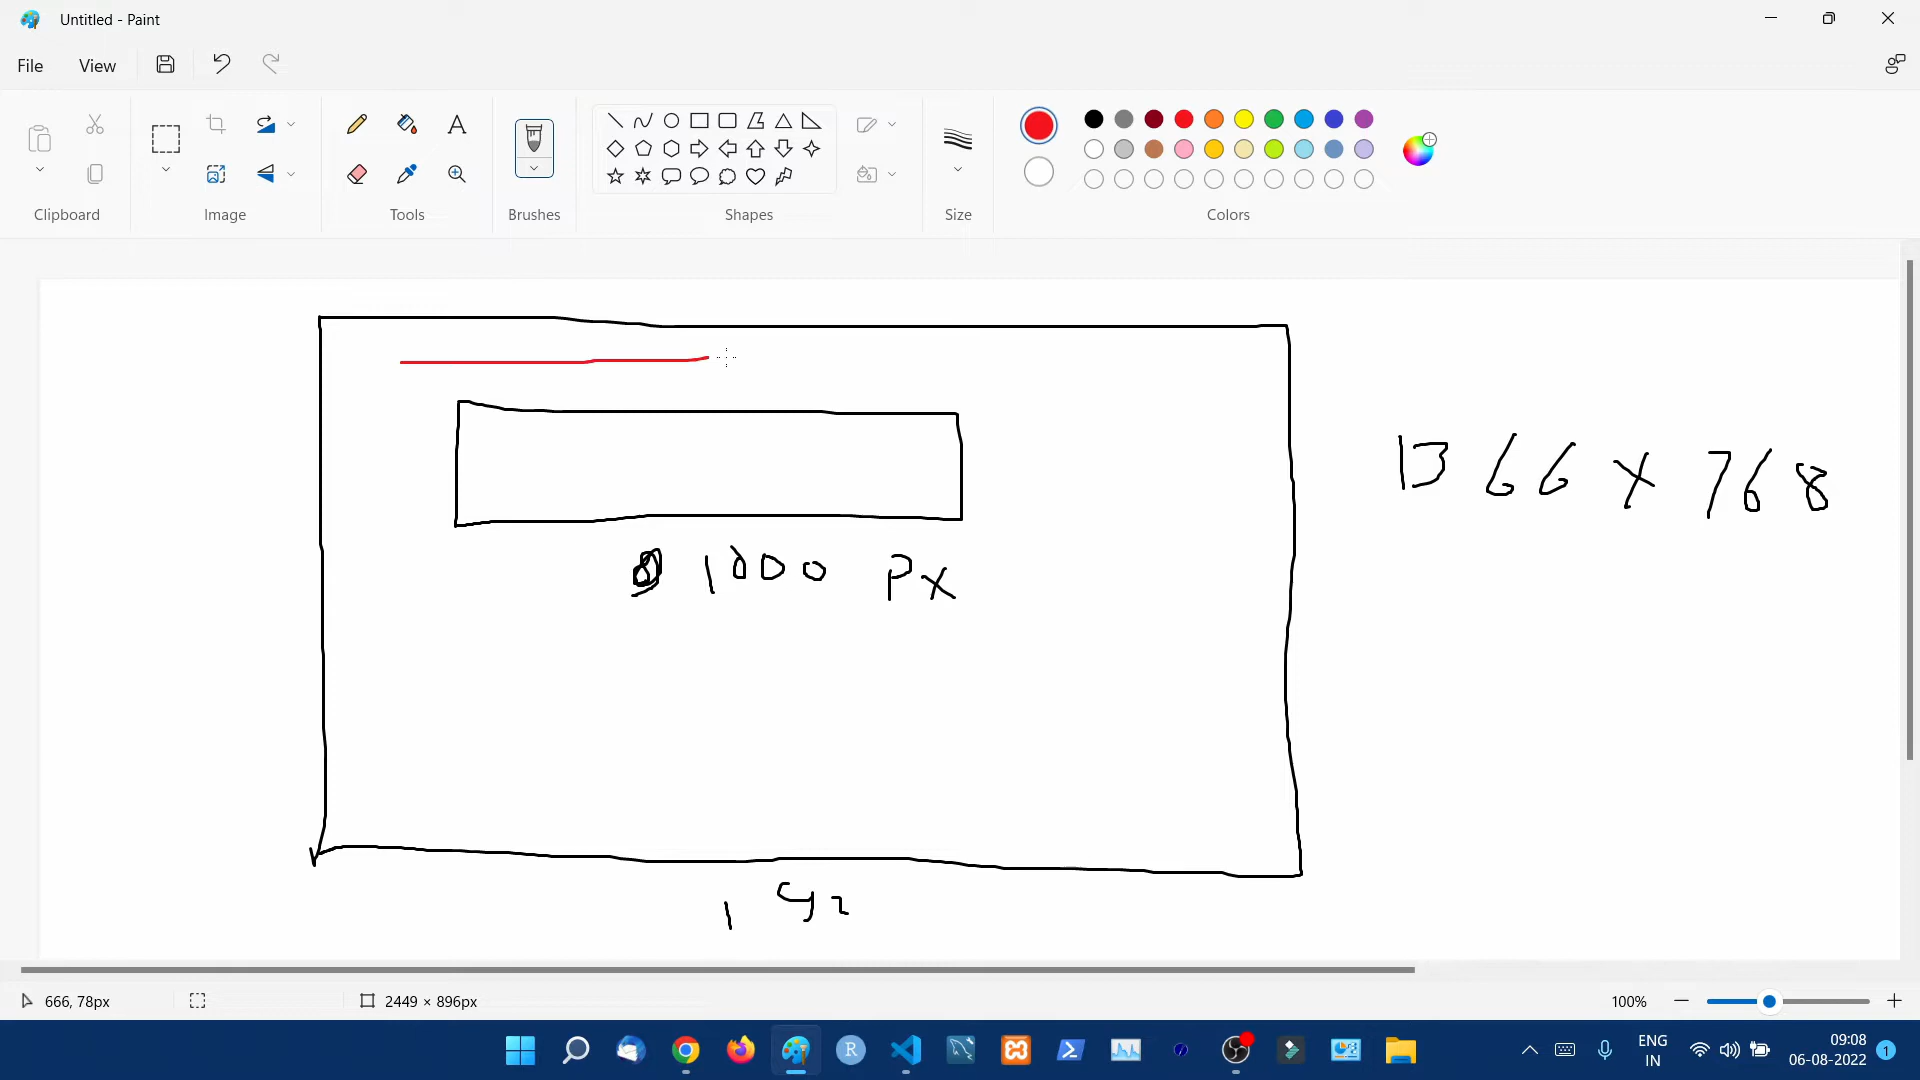 Untitled - Paint
File View
Clipboard Image Tools Brushes Shapes Size Colors
1366 x 768
1000 Px
666, 78px 2449 × 896px 100%
ENG
IN
09:08
06-08-2022
1